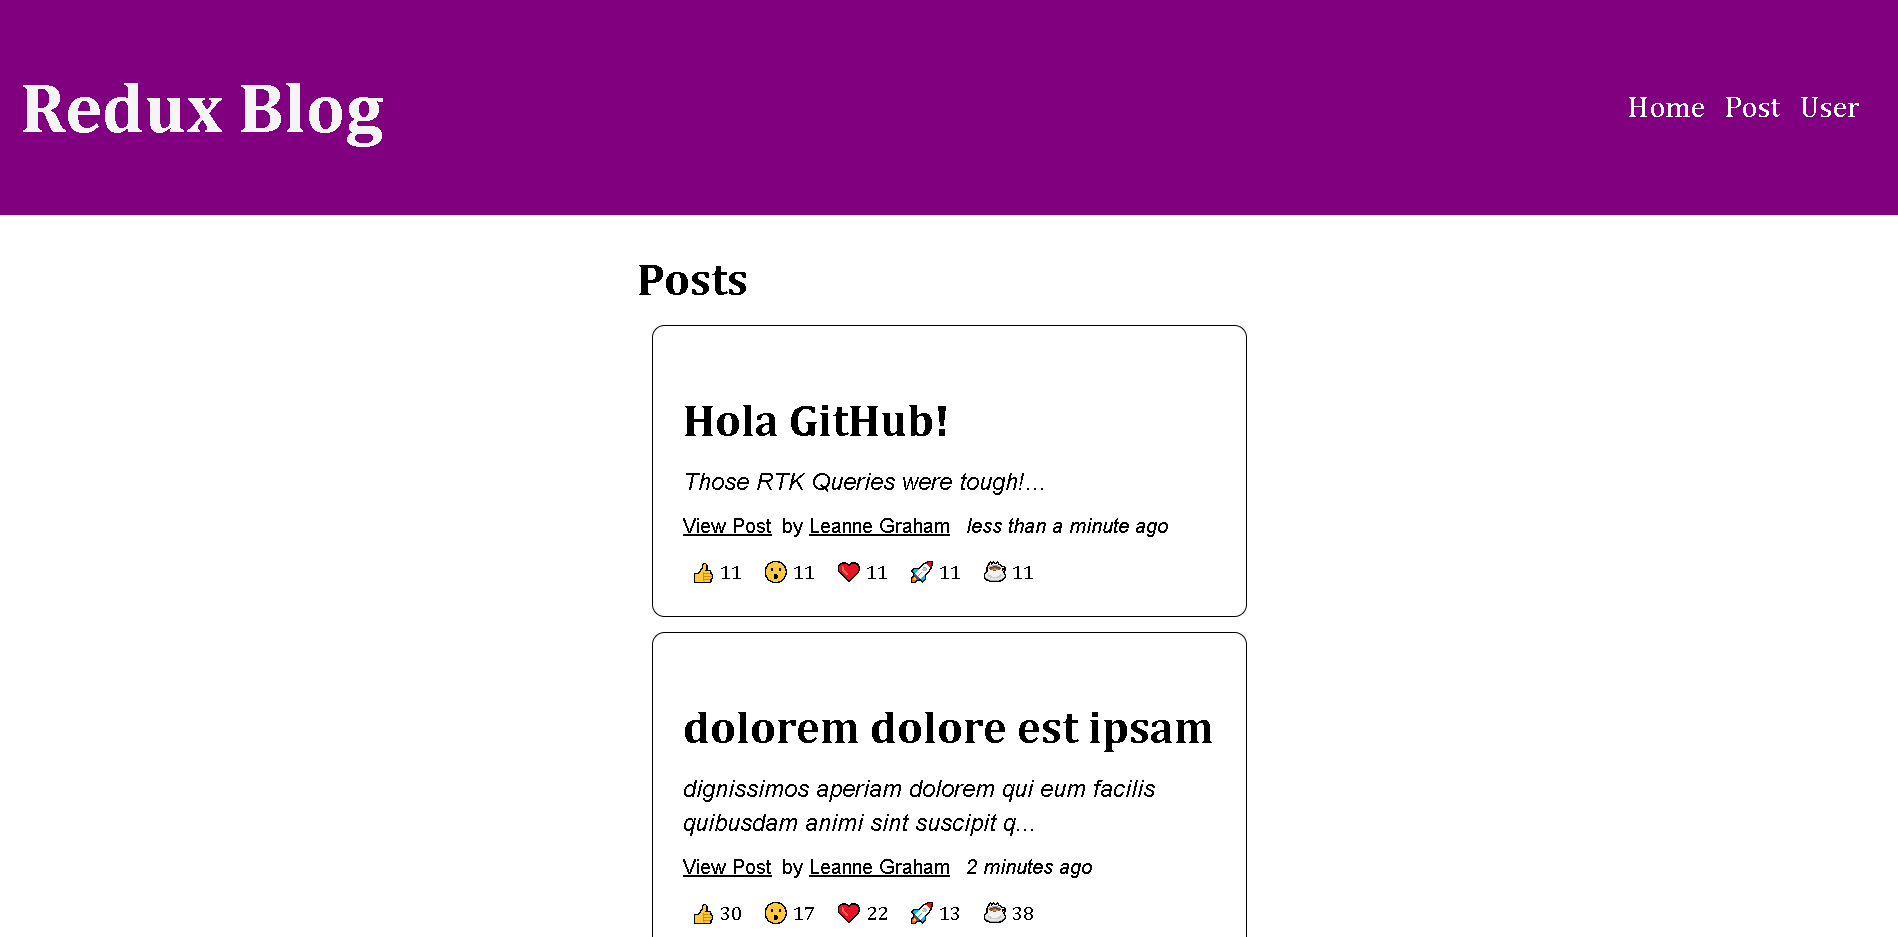 Redux Blog
Home Post User
Posts
Hola GitHub!
Those RTK Queries were tough!...
View Post by Leanne Graham less than a minute ago
👍 11 😮 11 ❤️ 11 🚀 11 ☕ 11
dolorem dolore est ipsam
dignissimos aperiam dolorem qui eum facilis
quibusdam animi sint suscipit q...
View Post by Leanne Graham 2 minutes ago
👍 30 😮 17 ❤️ 22 🚀 13 ☕ 38